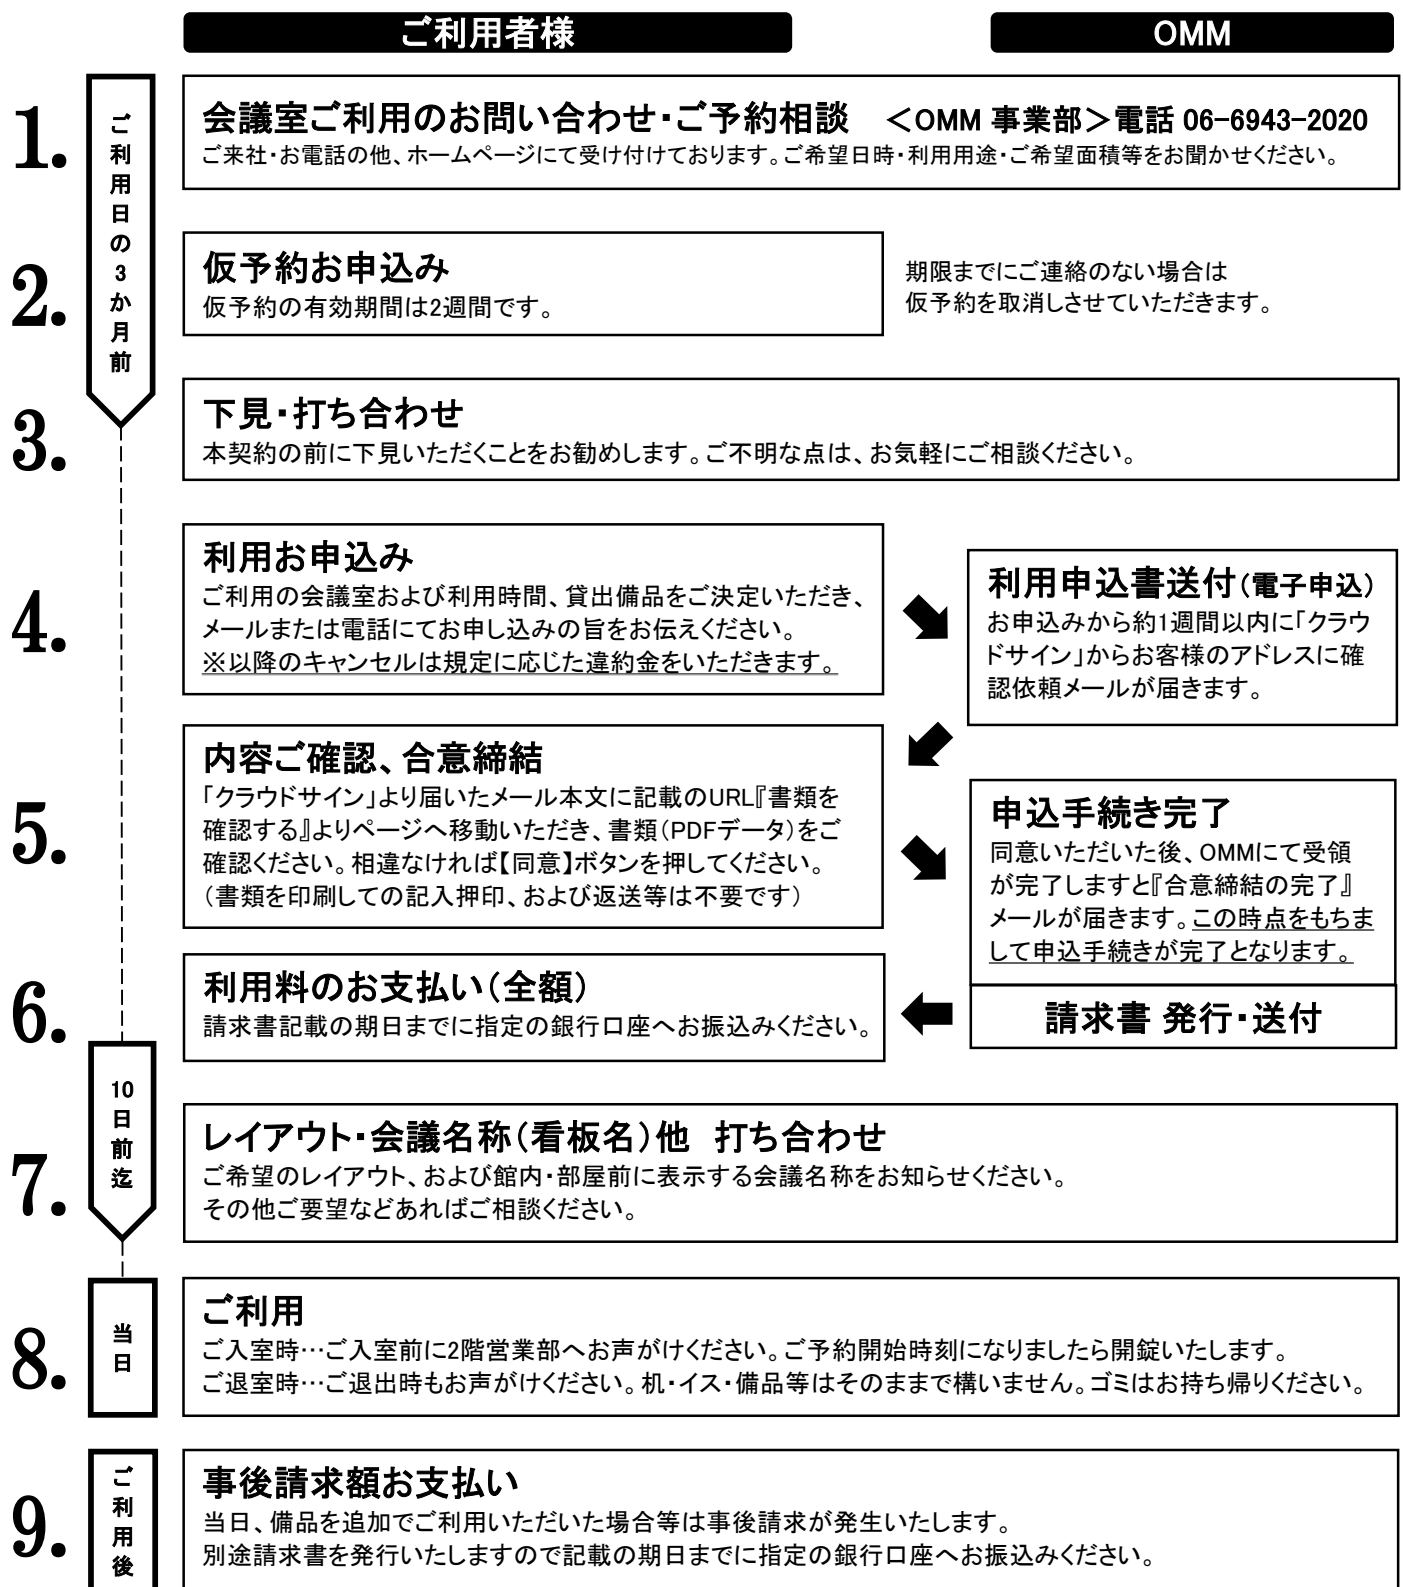 ご利用者様
OMM
1.
ご利用日の3か月前
会議室ご利用のお問い合わせ・ご予約相談 ＜OMM 事業部＞電話 06-6943-2020
ご来社・お電話の他、ホームページにて受け付けております。ご希望日時・利用用途・ご希望面積等をお聞かせください。
2.
仮予約お申込み
仮予約の有効期間は2週間です。
期限までにご連絡のない場合は
仮予約を取消しさせていただきます。
3.
下見・打ち合わせ
本契約の前に下見いただくことをお勧めします。ご不明な点は、お気軽にご相談ください。
4.
利用お申込み
ご利用の会議室および利用時間、貸出備品をご決定いただき、
メールまたは電話にてお申し込みの旨をお伝えください。
※以降のキャンセルは規定に応じた違約金をいただきます。
利用申込書送付（電子申込）
お申込みから約1週間以内に「クラウ
ドサイン」からお客様のアドレスに確
認依頼メールが届きます。
5.
内容ご確認、合意締結
「クラウドサイン」より届いたメール本文に記載のURL『書類を
確認する』よりページへ移動いただき、書類（PDFデータ）をご
確認ください。相違なければ【同意】ボタンを押してください。
（書類を印刷しての記入押印、および返送等は不要です）
申込手続き完了
同意いただいた後、OMMにて受領
が完了しますと『合意締結の完了』
メールが届きます。この時点をもちま
して申込手続きが完了となります。
6.
利用料のお支払い（全額）
請求書記載の期日までに指定の銀行口座へお振込みください。
請求書 発行・送付
10日前迄
7.
レイアウト・会議名称（看板名）他 打ち合わせ
ご希望のレイアウト、および館内・部屋前に表示する会議名称をお知らせください。
その他ご要望などあればご相談ください。
8.
当日
ご利用
ご入室時…ご入室前に2階営業部へお声がけください。ご予約開始時刻になりましたら開錠いたします。
ご退室時…ご退出時もお声がけください。机・イス・備品等はそのままで構いません。ゴミはお持ち帰りください。
9.
ご利用後
事後請求額お支払い
当日、備品を追加でご利用いただいた場合等は事後請求が発生いたします。
別途請求書を発行いたしますので記載の期日までに指定の銀行口座へお振込みください。